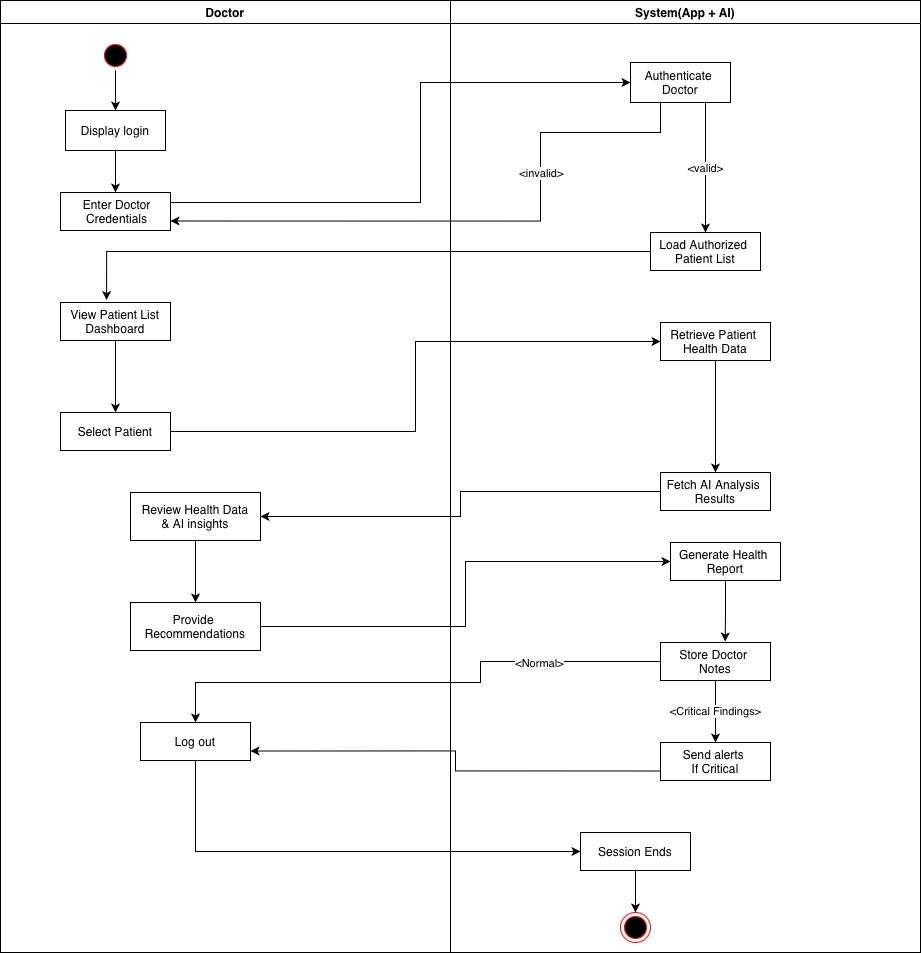 Doctor
System(App + AI)
Authenticate
Doctor
Display login
<invalid>
<valid>
Enter Doctor
Credentials
Load Authorized
Patient List
View Patient List
Dashboard
Retrieve Patient
Health Data
Select Patient
Fetch AI Analysis
Results
Review Health Data
& AI insights
Generate Health
Report
Provide
Recommendations
Store Doctor
Notes
<Normal>
<Critical Findings>
Log out
Send alerts
If Critical
Session Ends